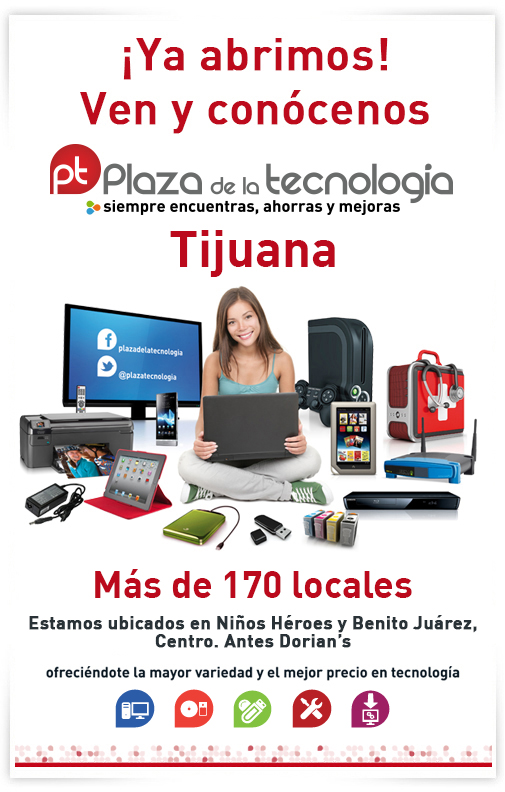 ¡Ya abrimos!
Ven y conócenos
pt Plaza de la tecnología
siempre encuentras, ahorras y mejoras
Tijuana
plazadelatecnologia
@plazatecnologia
Más de 170 locales
Estamos ubicados en Niños Héroes y Benito Juárez,
Centro. Antes Dorian's
ofreciéndote la mayor variedad y el mejor precio en tecnología